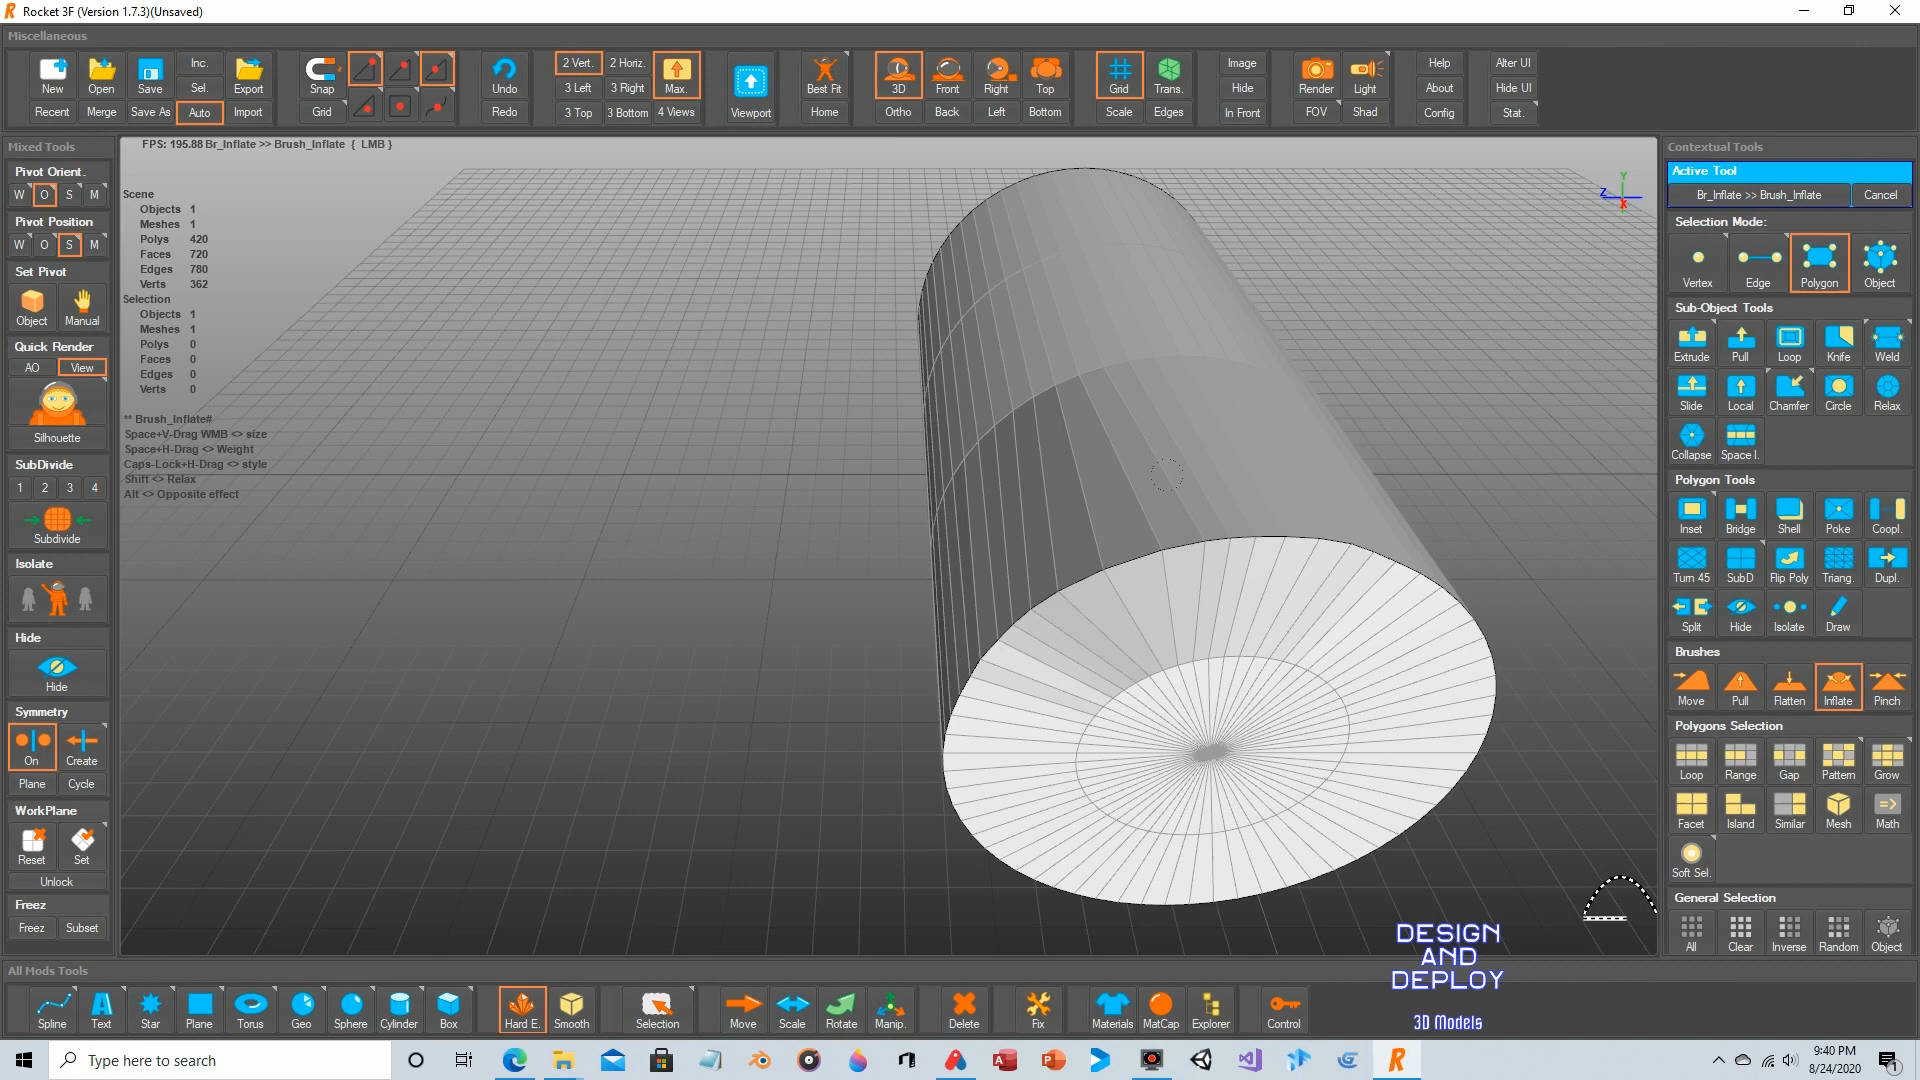 Rocket 3F (Version 1.7.3)(Unsaved)
Miscellaneous
New Open Save Inc. Sel. Export Snap Undo 2 Vert. 2 Horiz. 3 Left 3 Right Max. Viewport Best Fit 3D Front Right Top Grid Trans. Image Hide Render Light Help About Alter UI Hide UI
Recent Merge Save As Auto Import Grid Redo 3 Top 3 Bottom 4 Views Home Ortho Back Left Bottom Scale Edges In Front FOV Shad Config Stat.
Mixed Tools
Pivot Orient.
W O S M
Pivot Position
W O S M
Set Pivot
Object Manual
Quick Render
AO View
Silhouette
SubDivide
1 2 3 4
Subdivide
Isolate
Hide
Hide
Symmetry
On Create
Plane Cycle
WorkPlane
Reset Set
Unlock
Freez
Freez Subset
FPS: 195.88 Br_Inflate >> Brush_Inflate { LMB }
Scene
Objects 1
Meshes 1
Polys 420
Faces 720
Edges 780
Verts 362
Selection
Objects 1
Meshes 1
Polys 0
Faces 0
Edges 0
Verts 0
** Brush_Inflate#
Space+V-Drag WMB <> size
Space+H-Drag <> Weight
Caps-Lock+H-Drag <> style
Shift <> Relax
Alt <> Opposite effect
Y
Z
X
DESIGN
AND
DEPLOY
3D Models
Contextual Tools
Active Tool
Br_Inflate >> Brush_Inflate Cancel
Selection Mode:
Vertex Edge Polygon Object
Sub-Object Tools
Extrude Pull Loop Knife Weld
Slide Local Chamfer Circle Relax
Collapse Space I.
Polygon Tools
Inset Bridge Shell Poke Coopl.
Turn 45 SubD Flip Poly Triang. Dupl.
Split Hide Isolate Draw
Brushes
Move Pull Flatten Inflate Pinch
Polygons Selection
Loop Range Gap Pattern Grow
Facet Island Similar Mesh Math
Soft Sel.
General Selection
All Clear Inverse Random Object
All Mods Tools
Spline Text Star Plane Torus Geo Sphere Cylinder Box Hard E. Smooth Selection Move Scale Rotate Manip. Delete Fix Materials MatCap Explorer Control
Type here to search
9:40 PM
8/24/2020
1